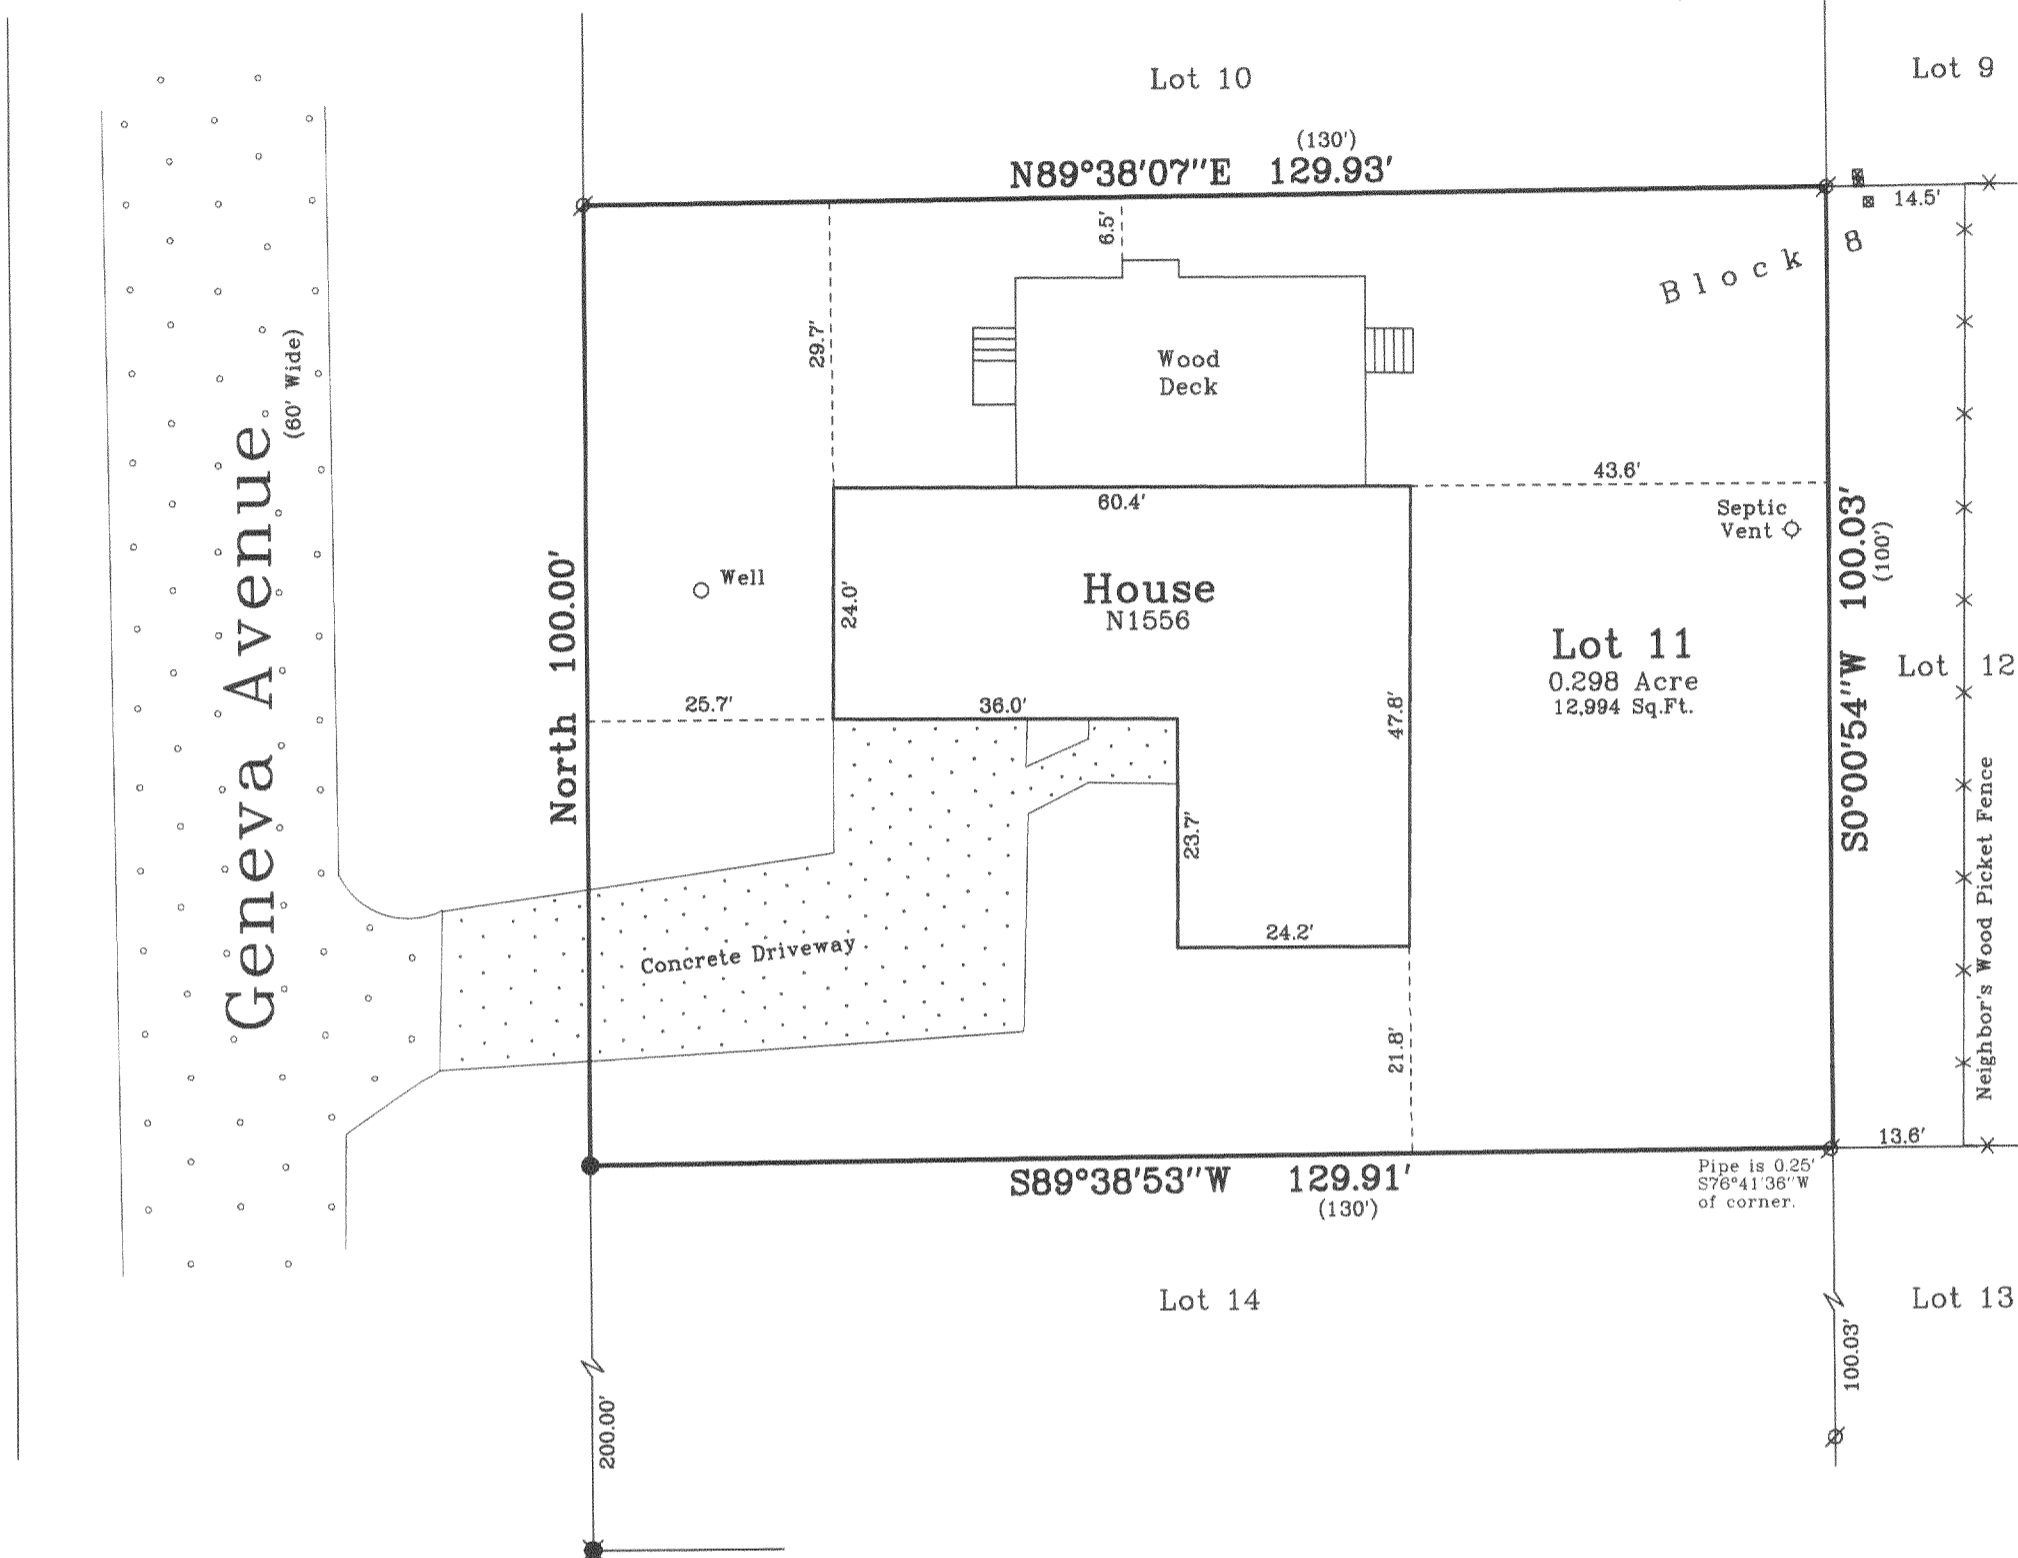 Lot 10
Lot 9
(130')
N89°38'07"E 129.93'
14.5'
6.5'
Block 8
29.7'
Wood
Deck
(60' Wide)
Geneva Avenue
43.6'
60.4'
Septic
Vent
North 100.00'
Well
24.0'
House
N1556
S0°00'54"W 100.03'
(100')
Lot 11
0.298 Acre
12,994 Sq.Ft.
Lot 12
25.7'
36.0'
47.8'
23.7'
Neighbor's Wood Picket Fence
24.2'
Concrete Driveway
21.8'
13.6'
S89°38'53"W 129.91'
(130')
Pipe is 0.25'
S76°41'36"W
of corner.
Lot 14
Lot 13
100.03'
200.00'